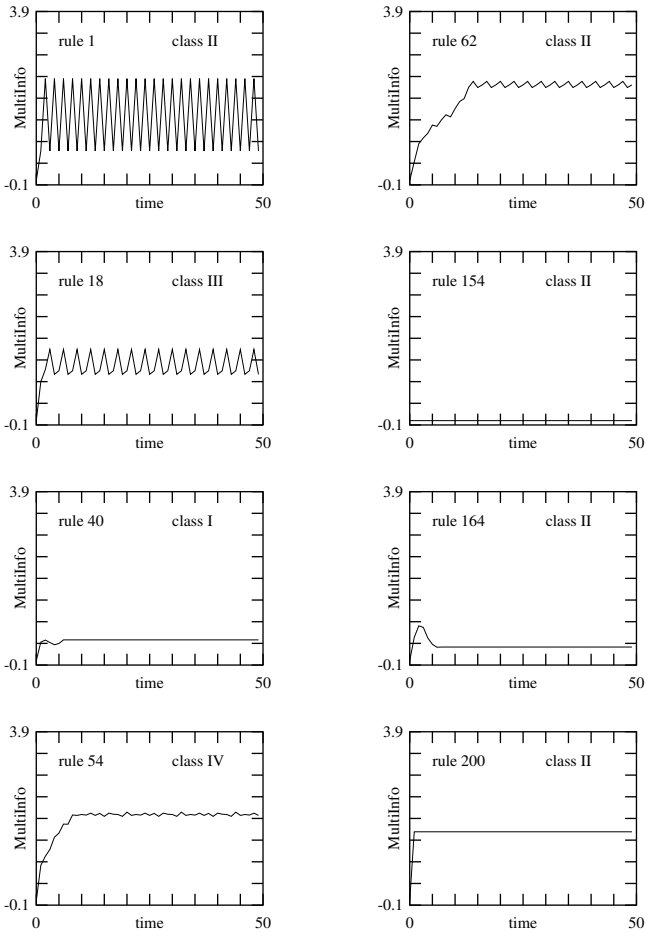 3.9
rule 1 class II
MultiInfo
-0.1
0 time 50
3.9
rule 62 class II
MultiInfo
-0.1
0 time 50
3.9
rule 18 class III
MultiInfo
-0.1
0 time 50
3.9
rule 154 class II
MultiInfo
-0.1
0 time 50
3.9
rule 40 class I
MultiInfo
-0.1
0 time 50
3.9
rule 164 class II
MultiInfo
-0.1
0 time 50
3.9
rule 54 class IV
MultiInfo
-0.1
0 time 50
3.9
rule 200 class II
MultiInfo
-0.1
0 time 50